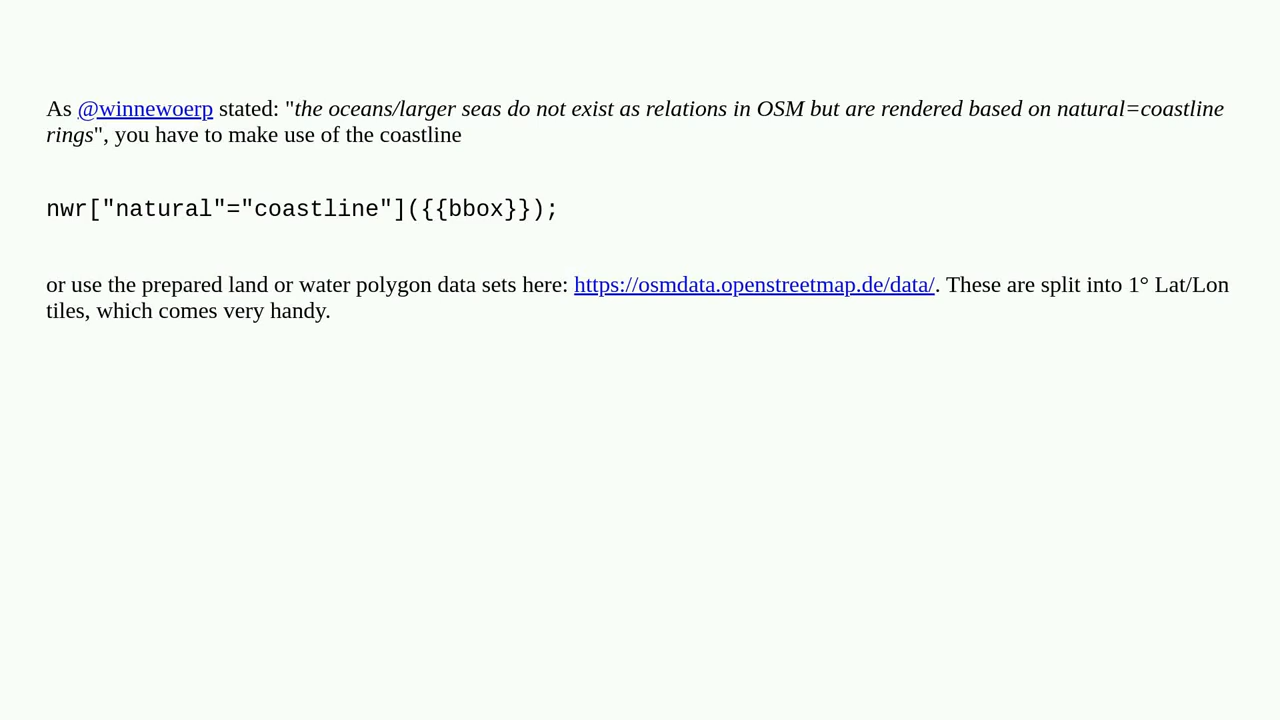 As @winnewoerp stated: "the oceans/larger seas do not exist as relations in OSM but are rendered based on natural=coastline
rings", you have to make use of the coastline
nwr["natural"="coastline"]({{bbox}});
or use the prepared land or water polygon data sets here: https://osmdata.openstreetmap.de/data/. These are split into 1° Lat/Lon
tiles, which comes very handy.